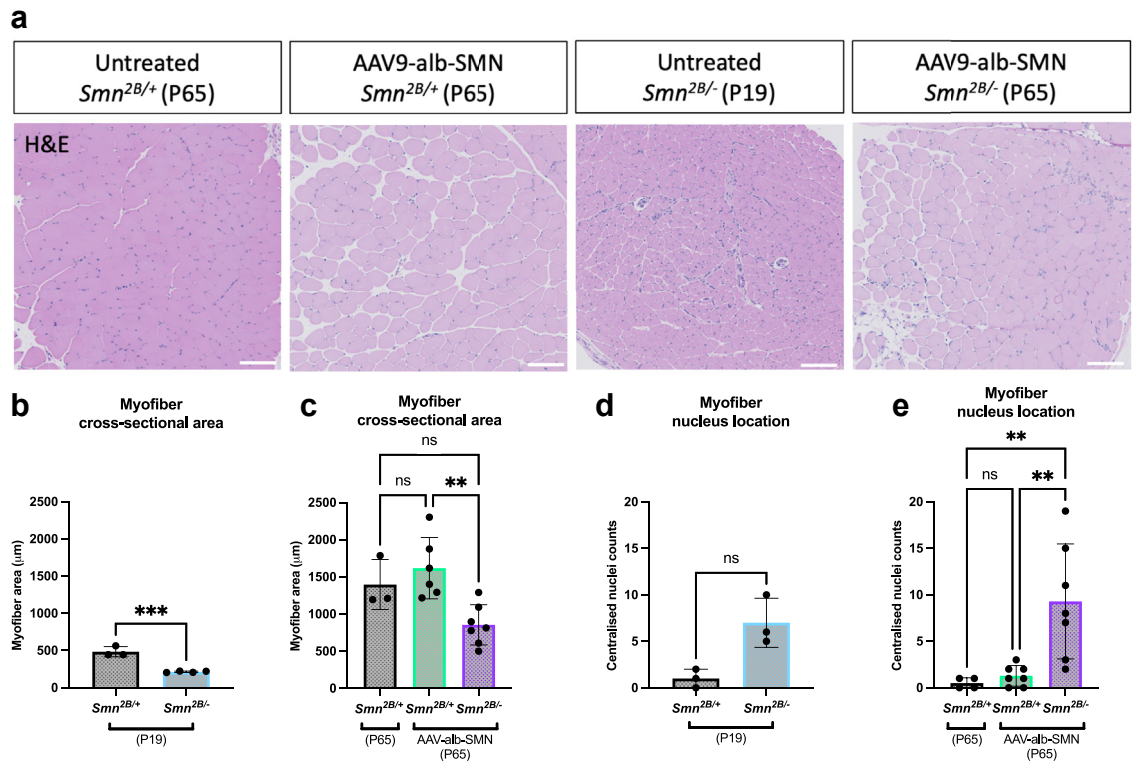 a
Untreated
Smn2B/+ (P65)
AAV9-alb-SMN
Smn2B/+ (P65)
Untreated
Smn2B/- (P19)
AAV9-alb-SMN
Smn2B/- (P65)
H&E
b
Myofiber
cross-sectional area
Myofiber area (μm)
2500
2000
1500
1000
500
0
***
Smn2B/+ Smn2B/-
(P19)
c
Myofiber
cross-sectional area
Myofiber area (μm)
2500
2000
1500
1000
500
0
ns
ns
**
Smn2B/+ Smn2B/+ Smn2B/-
(P65) AAV-alb-SMN
(P65)
d
Myofiber
nucleus location
Centralised nuclei counts
20
15
10
5
0
ns
Smn2B/+ Smn2B/-
(P19)
e
Myofiber
nucleus location
Centralised nuclei counts
20
15
10
5
0
**
ns
**
Smn2B/+ Smn2B/+ Smn2B/-
(P65) AAV-alb-SMN
(P65)